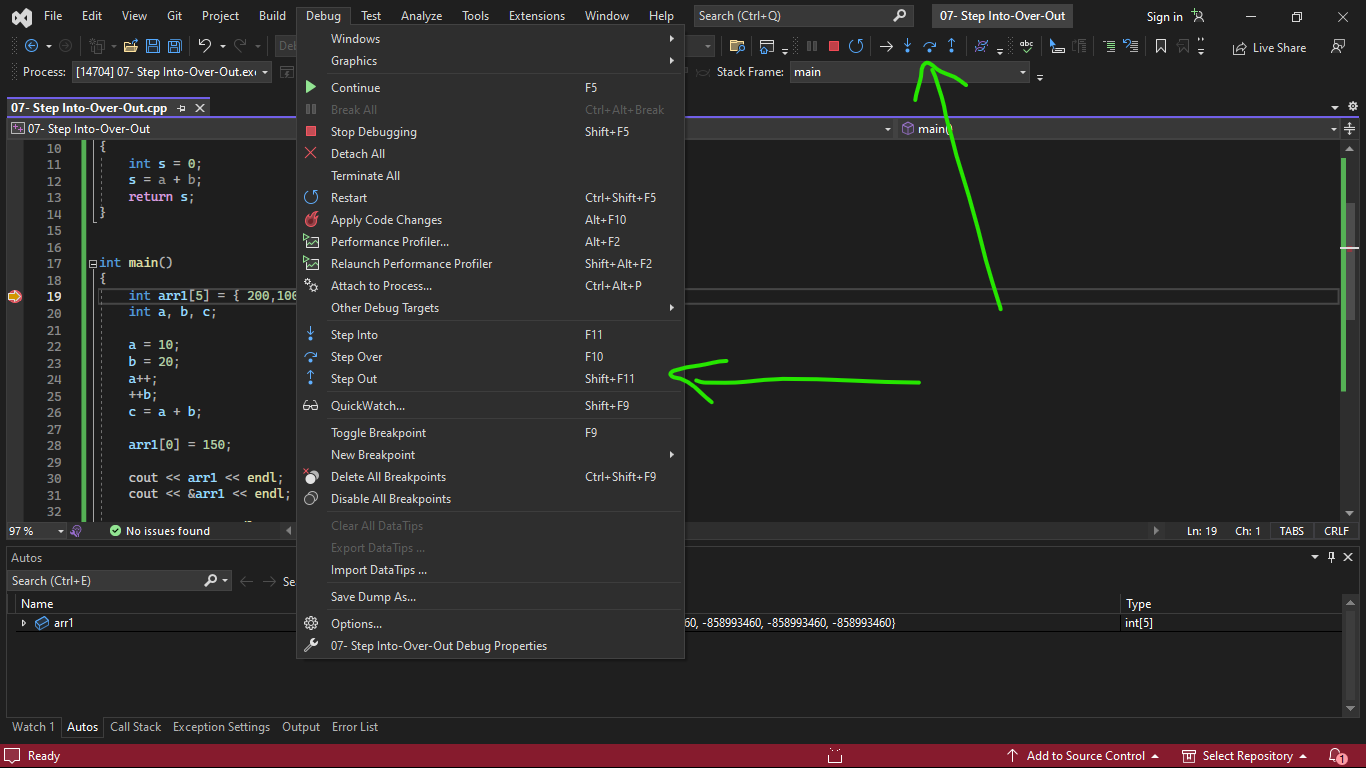 File Edit View Git Project Build Debug Test Analyze Tools Extensions Window Help Search (Ctrl+Q) 07- Step Into-Over-Out Sign in
Live Share
Process: [14704] 07- Step Into-Over-Out.exe Stack Frame: main
07- Step Into-Over-Out.cpp
07- Step Into-Over-Out main()
Windows
Graphics
Continue F5
Break All Ctrl+Alt+Break
Stop Debugging Shift+F5
Detach All
Terminate All
Restart Ctrl+Shift+F5
Apply Code Changes Alt+F10
Performance Profiler... Alt+F2
Relaunch Performance Profiler Shift+Alt+F2
Attach to Process... Ctrl+Alt+P
Other Debug Targets
Step Into F11
Step Over F10
Step Out Shift+F11
QuickWatch... Shift+F9
Toggle Breakpoint F9
New Breakpoint
Delete All Breakpoints Ctrl+Shift+F9
Disable All Breakpoints
Clear All DataTips
Export DataTips ...
Import DataTips ...
Save Dump As...
Options...
07- Step Into-Over-Out Debug Properties
10 {
11 int s = 0;
12 s = a + b;
13 return s;
14 }
15
16
17 int main()
18 {
19 int arr1[5] = { 200,100
20 int a, b, c;
21
22 a = 10;
23 b = 20;
24 a++;
25 ++b;
26 c = a + b;
27
28 arr1[0] = 150;
29
30 cout << arr1 << endl;
31 cout << &arr1 << endl;
32
97 % No issues found Ln: 19 Ch: 1 TABS CRLF
Autos
Search (Ctrl+E)
Name Type
arr1 60, -858993460, -858993460, -858993460} int[5]
Watch 1 Autos Call Stack Exception Settings Output Error List
Ready Add to Source Control Select Repository 1